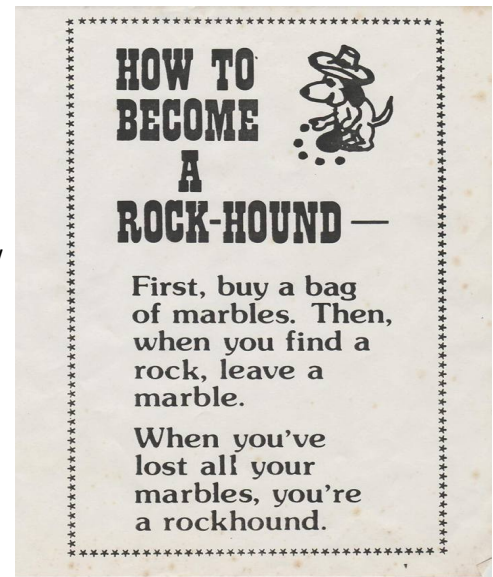 HOW TO
BECOME
A
ROCK-HOUND —
First, buy a bag
of marbles. Then,
when you find a
rock, leave a
marble.
When you've
lost all your
marbles, you're
a rockhound.